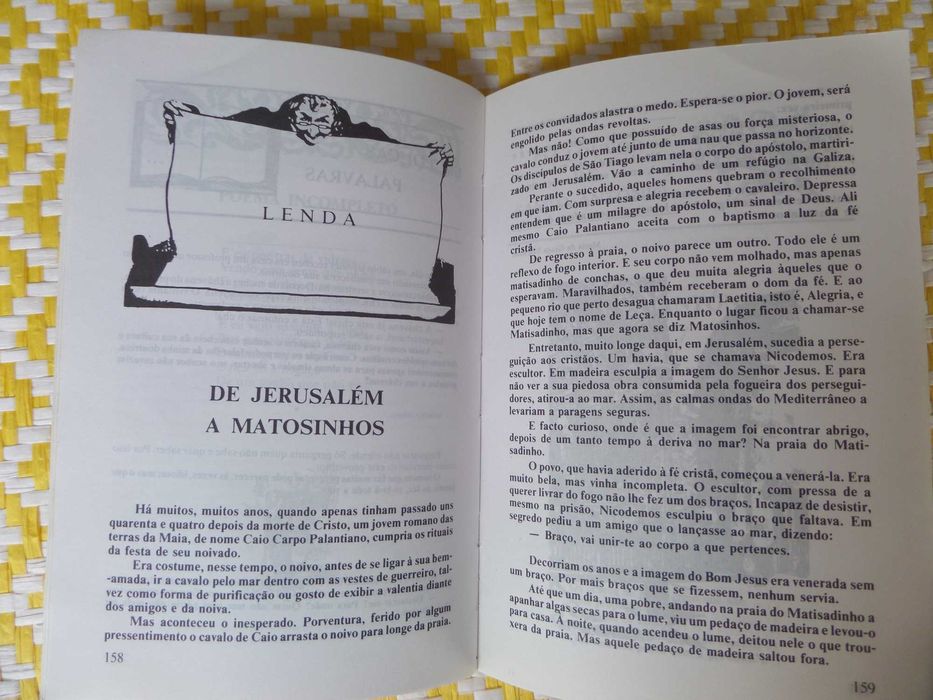 LENDA
DE JERUSALÉM
A MATOSINHOS
Há muitos, muitos anos, quando apenas tinham passado uns
quarenta e quatro depois da morte de Cristo, um jovem romano das
terras da Maia, de nome Caio Carpo Palantiano, cumpria os rituais
da festa de seu noivado.
Era costume, nesse tempo, o noivo, antes de se ligar à sua bem-
-amada, ir a cavalo pelo mar dentro com as vestes de guerreiro, tal-
vez como forma de purificação ou gosto de exibir a valentia diante
dos amigos e da noiva.
Mas aconteceu o inesperado. Porventura, ferido por algum
pressentimento o cavalo de Caio arrasta o noivo para longe da praia.
158
Entre os convidados alastra o medo. Espera-se o pior. O jovem, será
engolido pelas ondas revoltas.
Mas não! Como que possuído de asas ou força misteriosa, o
cavalo conduz o jovem até junto de uma nau que passa no horizonte.
Os discípulos de São Tiago levam nela o corpo do apóstolo, martiri-
zado em Jerusalém. Vão a caminho de um refúgio na Galiza.
Perante o sucedido, aqueles homens quebram o recolhimento
em que iam. Com surpresa e alegria recebem o cavaleiro. Depressa
entendem que é um milagre do apóstolo, um sinal de Deus. Ali
mesmo Caio Palantiano aceita com o baptismo a luz da fé
cristã.
De regresso à praia, o noivo parece um outro. Todo ele é um
reflexo de fogo interior. E seu corpo não vem molhado, mas apenas
matisadinho de conchas, o que deu muita alegria àqueles que o
esperavam. Maravilhados, também receberam o dom da fé. E ao
pequeno rio que perto desagua chamaram Laetitia, isto é, Alegria, e
que hoje tem o nome de Leça. Enquanto o lugar ficou a chamar-se
Matisadinho, mas que agora se diz Matosinhos.
Entretanto, muito longe daqui, em Jerusalém, sucedia a perse-
guição aos cristãos. Um havia, que se chamava Nicodemos. Era
escultor. Em madeira esculpia a imagem do Senhor Jesus. E para
não ver a sua piedosa obra consumida pela fogueira dos persegui-
dores, atirou-a ao mar. Assim, as calmas ondas do Mediterrâneo a
levariam a paragens seguras.
E facto curioso, onde é que a imagem foi encontrar abrigo,
depois de um tanto tempo à deriva no mar? Na praia do Matisa-
dinho.
O povo, que havia aderido à fé cristã, começou a venerá-la. Era
muito bela, mas vinha incompleta. O escultor, com pressa de a
querer livrar do fogo não lhe fez um dos braços. Incapaz de desistir,
mesmo na prisão, Nicodemos esculpiu o braço que faltava. Em
segredo pediu a um amigo que o lançasse ao mar, dizendo:
— Braço, vai unir-te ao corpo a que pertences.
Decorriam os anos e a imagem do Bom Jesus era venerada sem
um braço. Por mais braços que se fizessem, nenhum servia.
Até que um dia, uma pobre, andando na praia do Matisadinho a
apanhar algas secas para o lume, viu um pedaço de madeira e levou-o
para casa. À noite, quando acendeu o lume, deitou nele o que trou-
xera da praia. Mas aquele pedaço de madeira saltou fora.
159